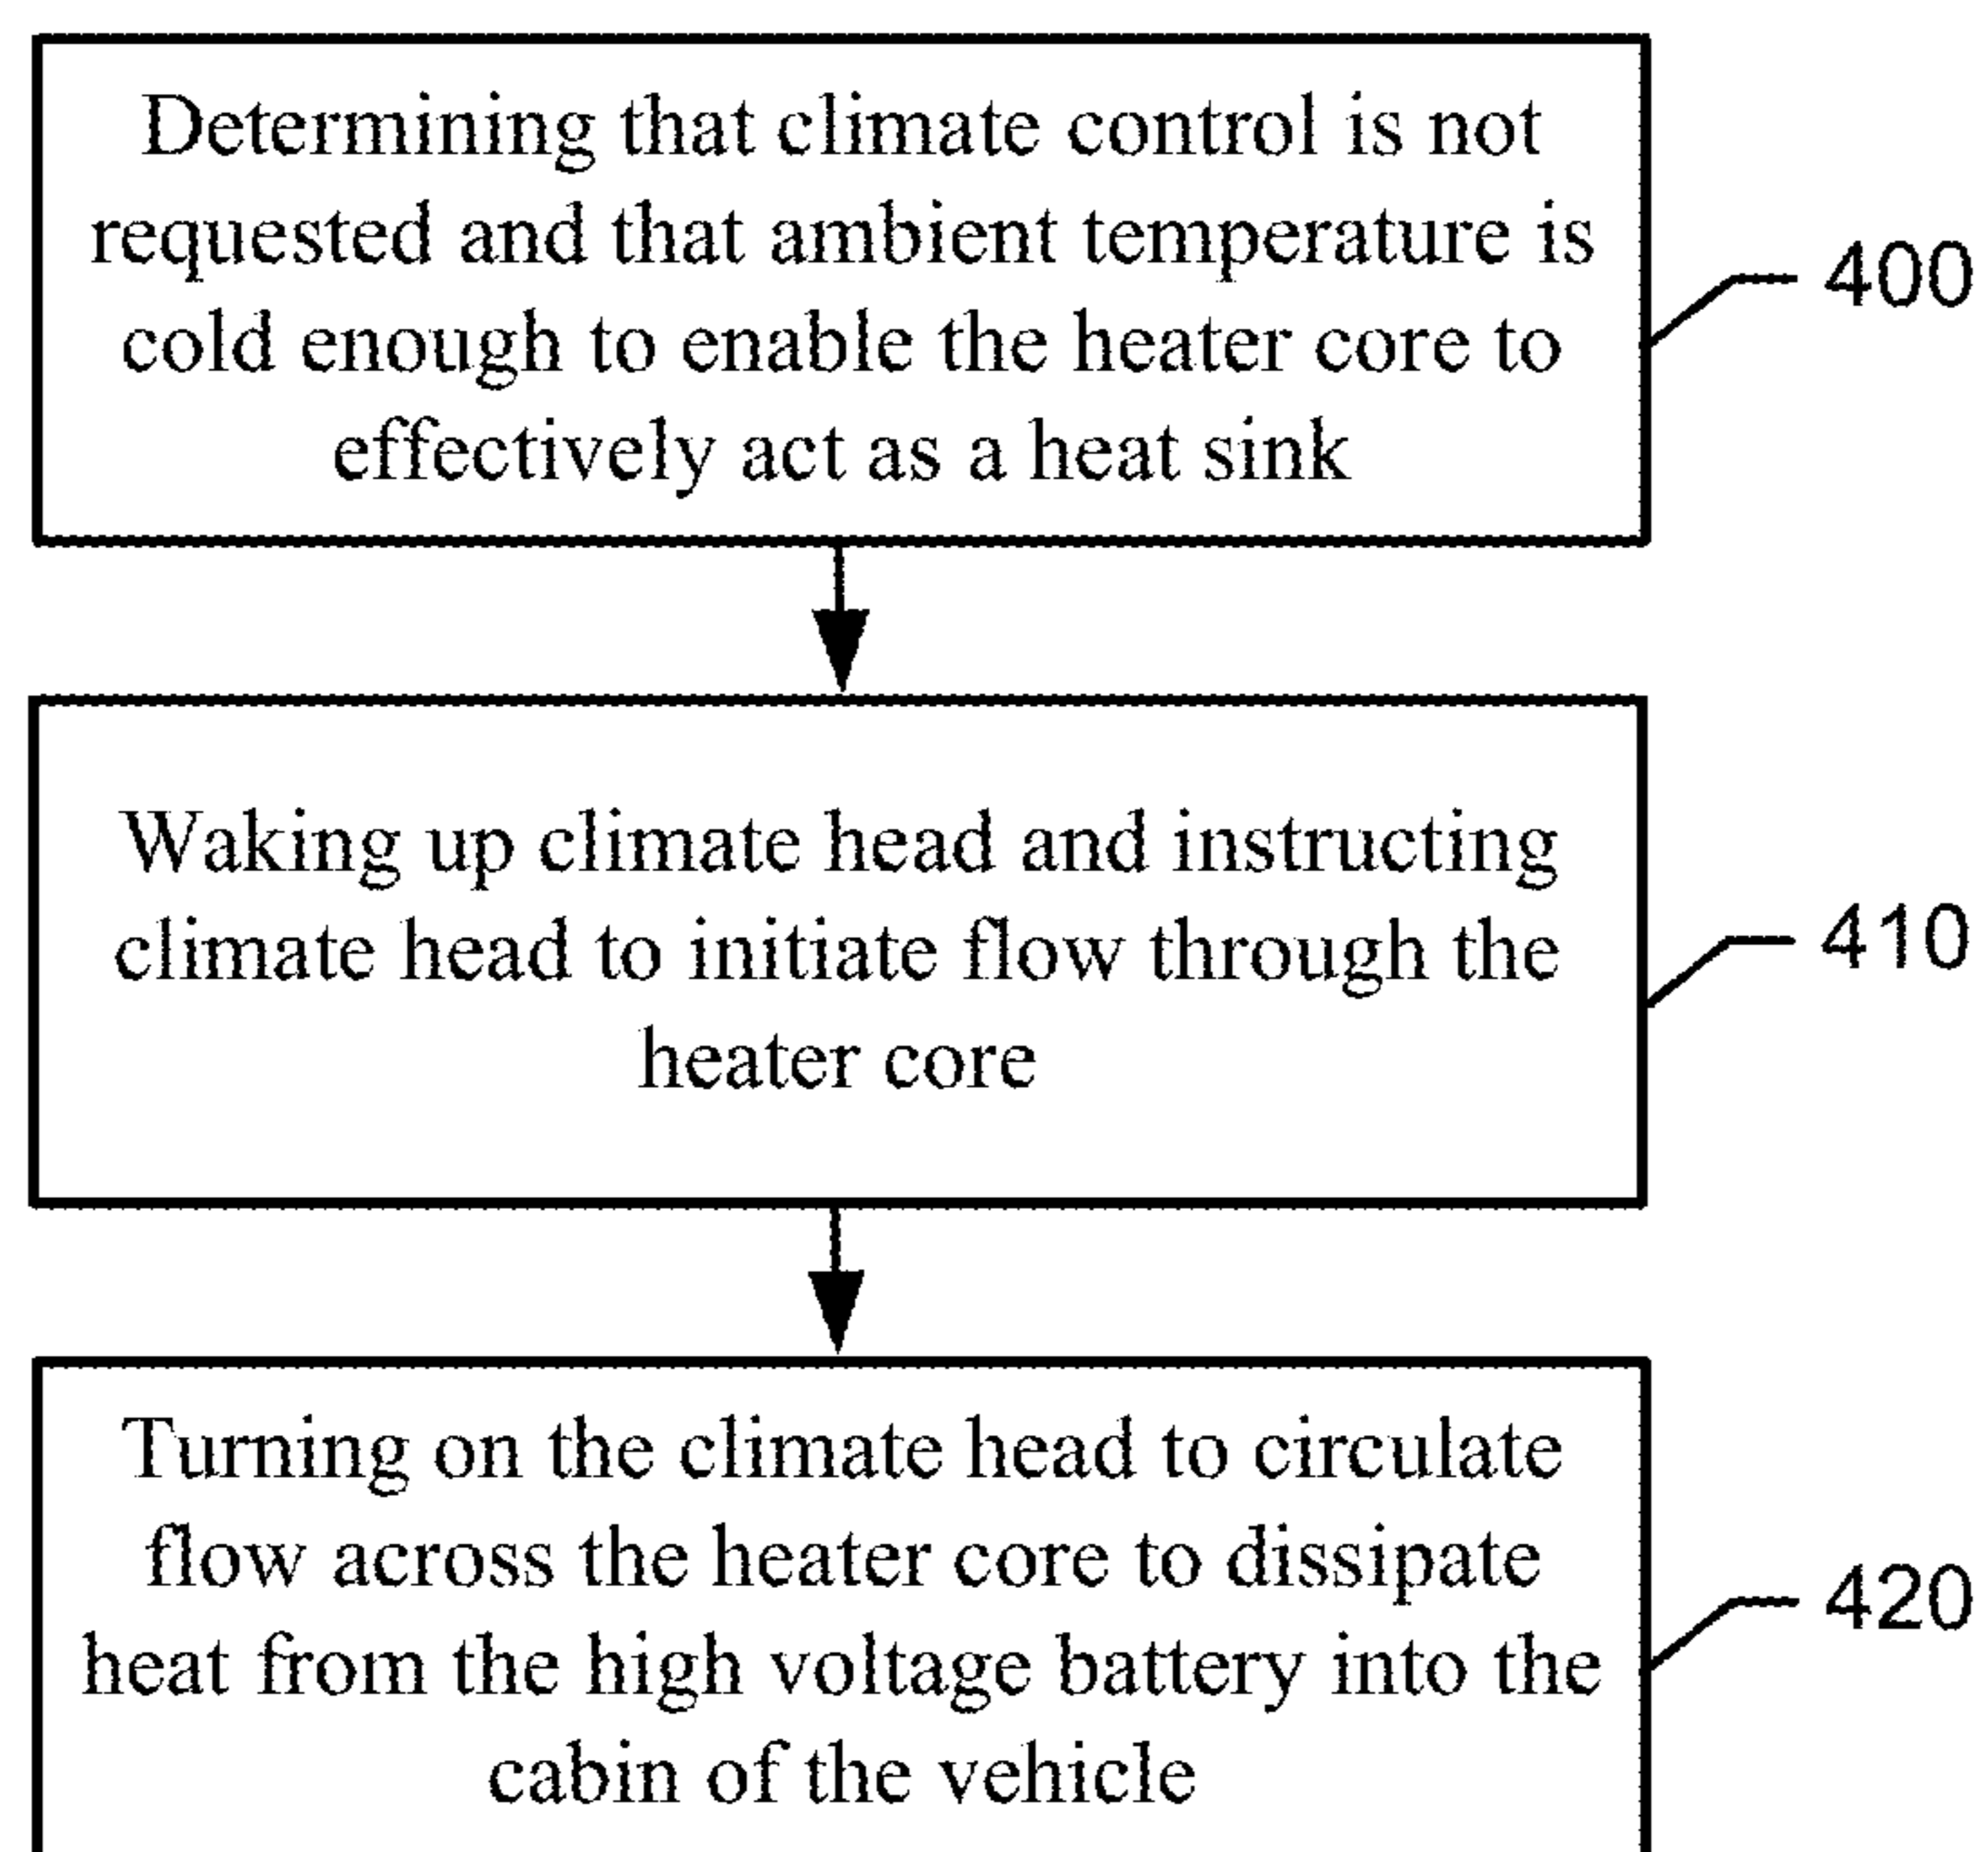 Determining that climate control is not
requested and that ambient temperature is
cold enough to enable the heater core to
effectively act as a heat sink
400
Waking up climate head and instructing
climate head to initiate flow through the
heater core
410
Turning on the climate head to circulate
flow across the heater core to dissipate
heat from the high voltage battery into the
cabin of the vehicle
420